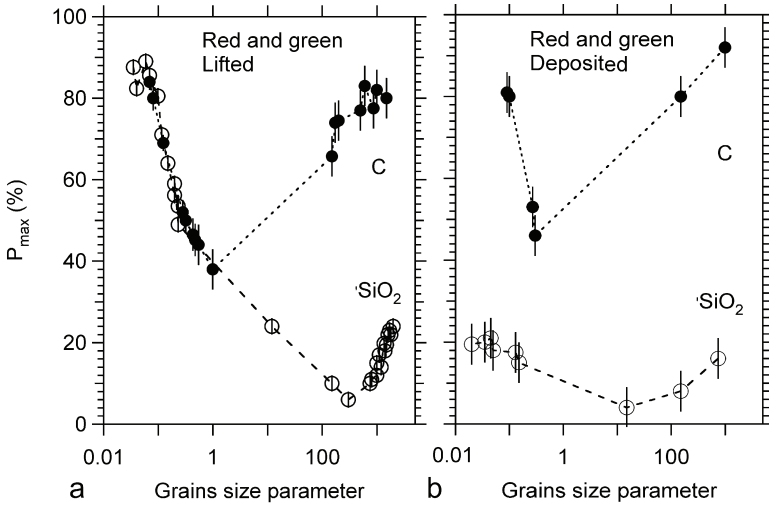 Red and green
Lifted
C
SiO2
100
80
60
40
20
0
Pmax (%)
0.01
1
100
a
Grains size parameter
Red and green
Deposited
C
SiO2
0.01
1
100
b
Grains size parameter